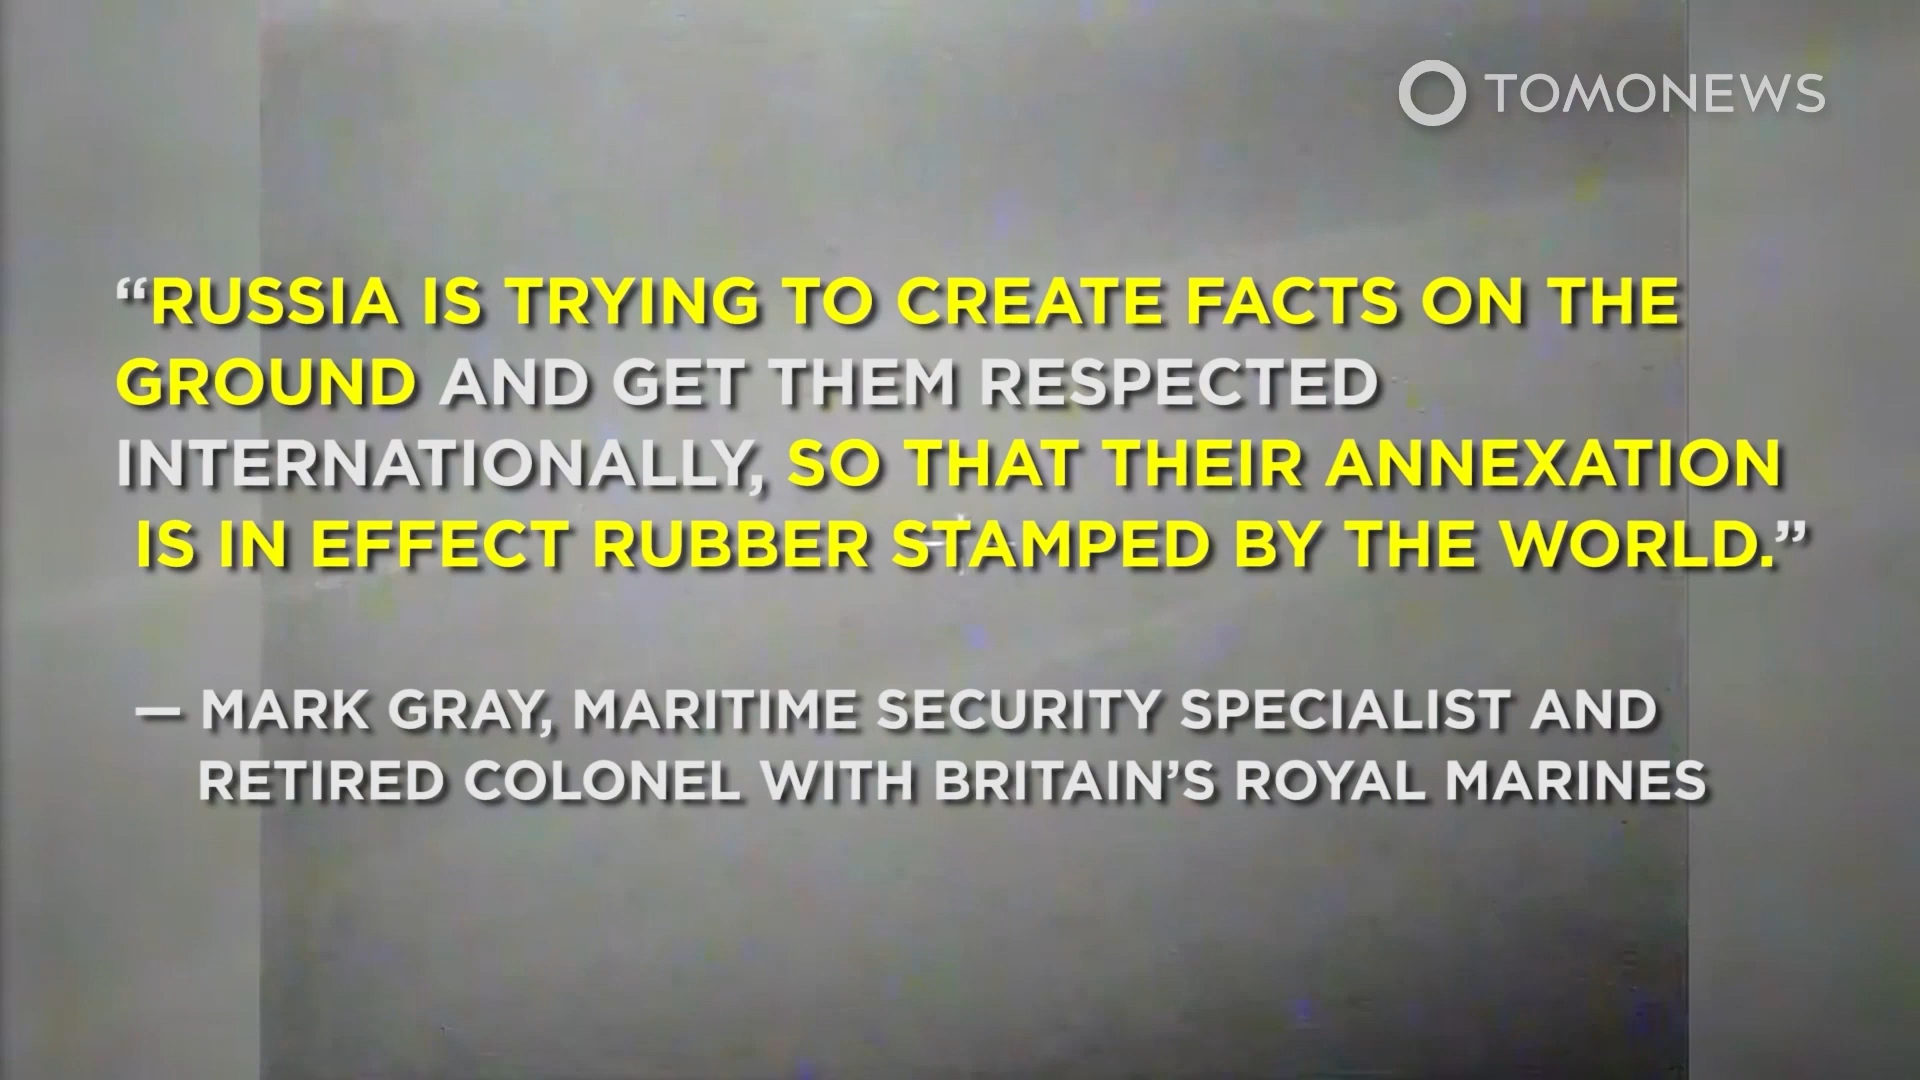 TOMONEWS
“RUSSIA IS TRYING TO CREATE FACTS ON THE
GROUND AND GET THEM RESPECTED
INTERNATIONALLY, SO THAT THEIR ANNEXATION
IS IN EFFECT RUBBER STAMPED BY THE WORLD.”
— MARK GRAY, MARITIME SECURITY SPECIALIST AND
RETIRED COLONEL WITH BRITAIN’S ROYAL MARINES